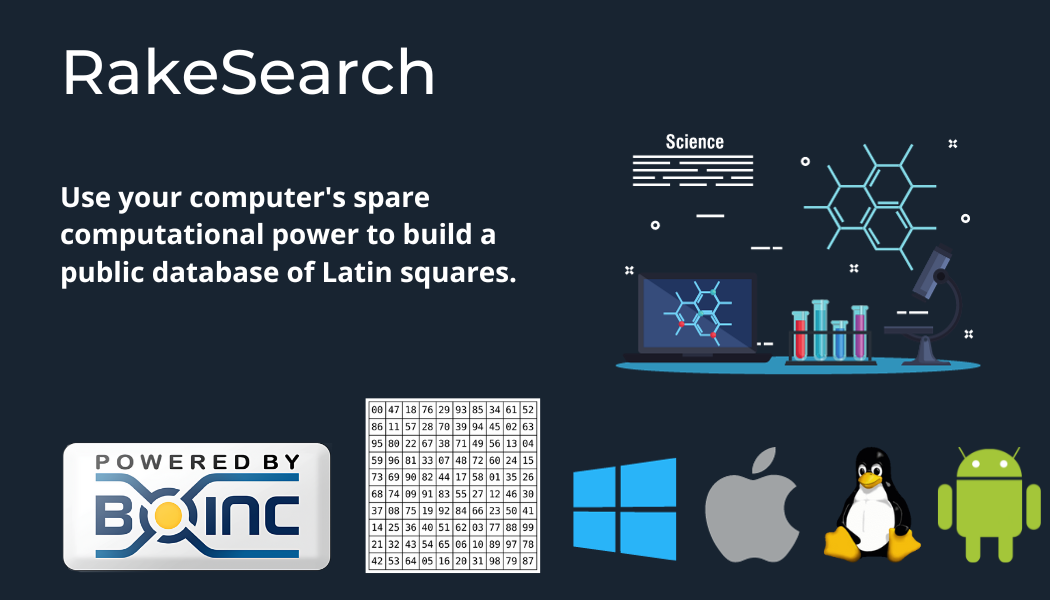 RakeSearch
Science
Use your computer's spare
computational power to build a
public database of Latin squares.
POWERED BY
BOINC
00 47 18 76 29 93 85 34 61 52
86 11 57 28 70 39 94 45 02 63
95 80 22 67 38 71 49 56 13 04
59 96 81 33 07 48 72 60 24 15
73 69 90 82 44 17 58 01 35 26
68 74 09 91 83 55 27 12 46 30
37 08 75 19 92 84 66 23 50 41
14 25 36 40 51 62 03 77 88 99
21 32 43 54 65 06 10 89 97 78
42 53 64 05 16 20 31 98 79 87